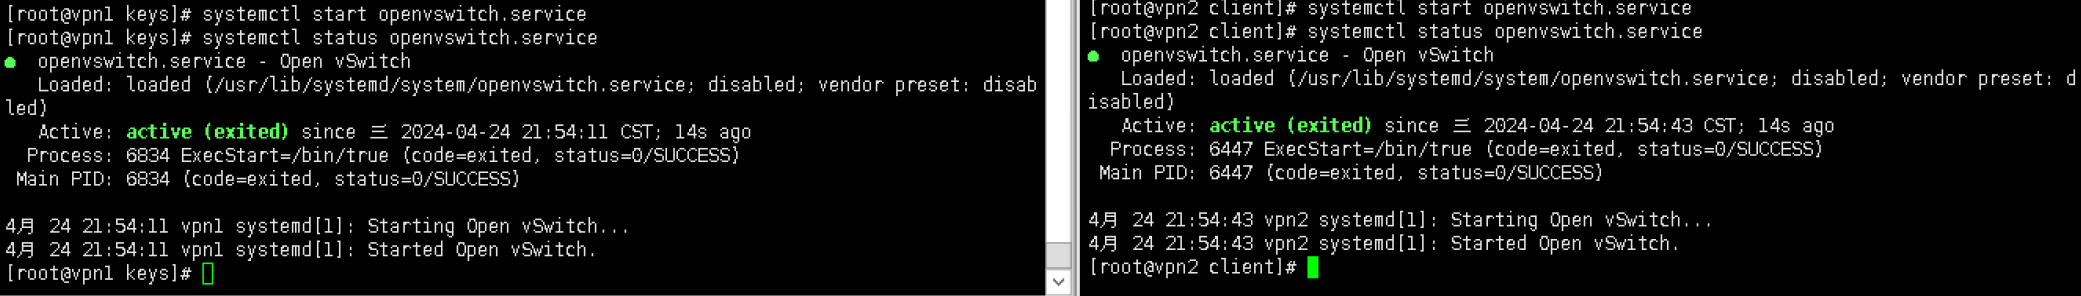 [root@vpn1 keys]# systemctl start openvswitch.service
[root@vpn1 keys]# systemctl status openvswitch.service
● openvswitch.service - Open vSwitch
Loaded: loaded (/usr/lib/systemd/system/openvswitch.service; disabled; vendor preset: disab
led)
Active: active (exited) since 三 2024-04-24 21:54:11 CST; 14s ago
Process: 6834 ExecStart=/bin/true (code=exited, status=0/SUCCESS)
Main PID: 6834 (code=exited, status=0/SUCCESS)
4月 24 21:54:11 vpn1 systemd[1]: Starting Open vSwitch...
4月 24 21:54:11 vpn1 systemd[1]: Started Open vSwitch.
[root@vpn1 keys]#
[root@vpn2 client]# systemctl start openvswitch.service
[root@vpn2 client]# systemctl status openvswitch.service
● openvswitch.service - Open vSwitch
Loaded: loaded (/usr/lib/systemd/system/openvswitch.service; disabled; vendor preset: d
isabled)
Active: active (exited) since 三 2024-04-24 21:54:43 CST; 14s ago
Process: 6447 ExecStart=/bin/true (code=exited, status=0/SUCCESS)
Main PID: 6447 (code=exited, status=0/SUCCESS)
4月 24 21:54:43 vpn2 systemd[1]: Starting Open vSwitch...
4月 24 21:54:43 vpn2 systemd[1]: Started Open vSwitch.
[root@vpn2 client]#